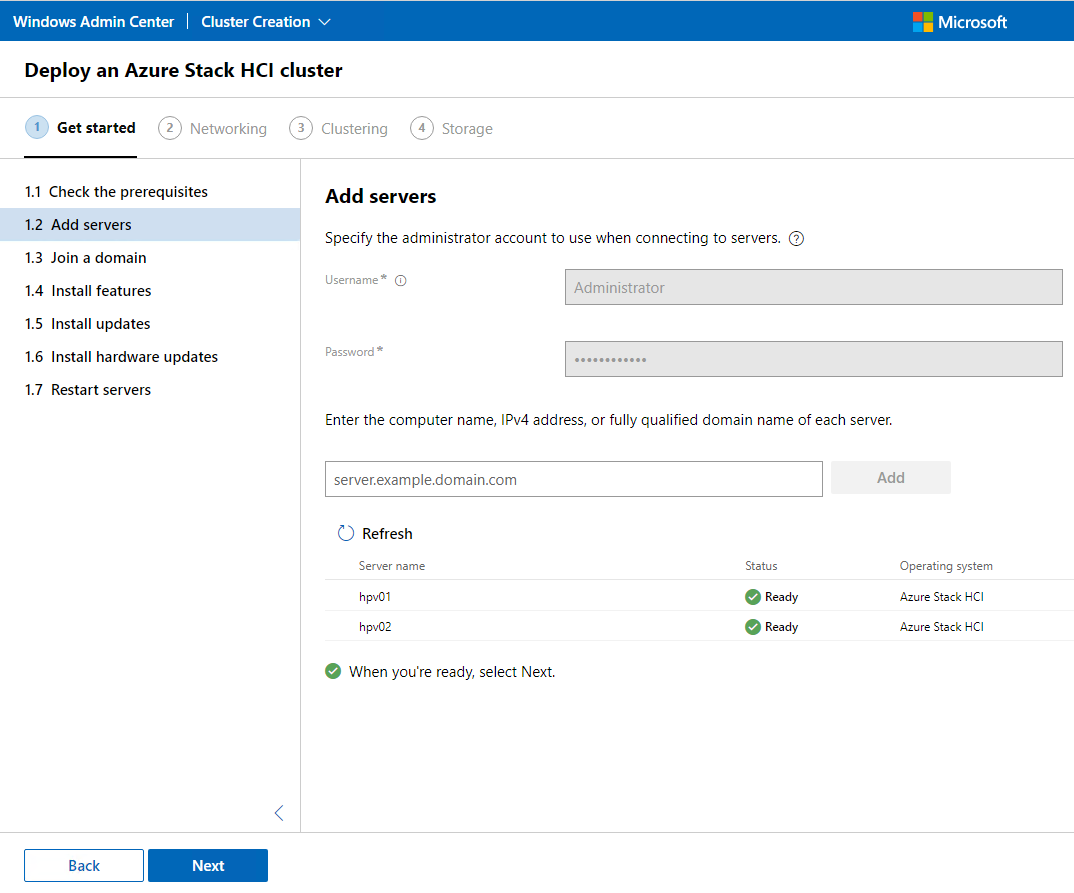 Windows Admin Center | Cluster Creation
Microsoft
Deploy an Azure Stack HCI cluster
1 Get started 2 Networking 3 Clustering 4 Storage
1.1 Check the prerequisites
1.2 Add servers
1.3 Join a domain
1.4 Install features
1.5 Install updates
1.6 Install hardware updates
1.7 Restart servers
Add servers
Specify the administrator account to use when connecting to servers.
Username *
Administrator
Password *
••••••••••••
Enter the computer name, IPv4 address, or fully qualified domain name of each server.
server.example.domain.com
Add
Refresh
Server name Status Operating system
hpv01 Ready Azure Stack HCI
hpv02 Ready Azure Stack HCI
When you're ready, select Next.
Back Next